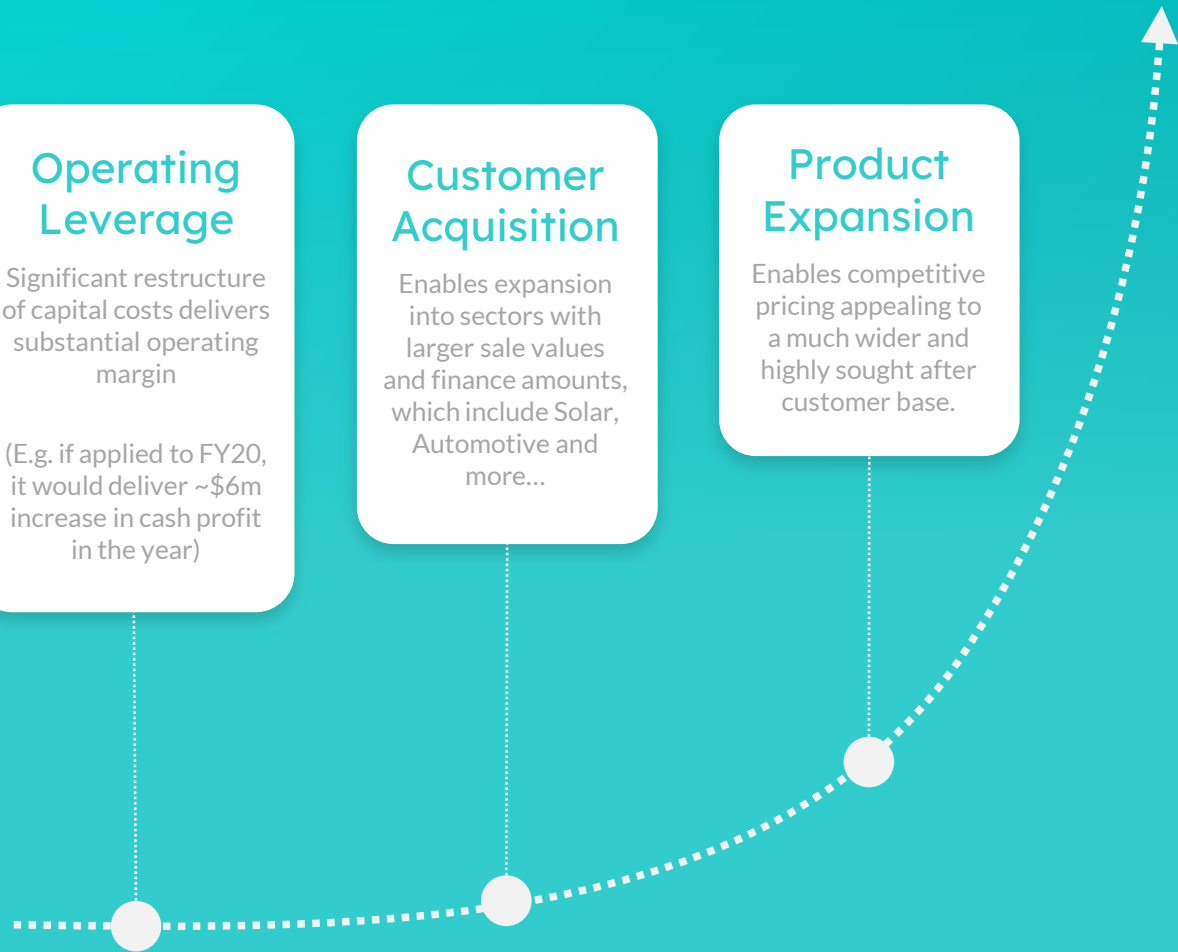 Operating
Leverage
Significant restructure
of capital costs delivers
substantial operating
margin
(E.g. if applied to FY20,
it would deliver ~$6m
increase in cash profit
in the year)
Customer
Acquisition
Enables expansion
into sectors with
larger sale values
and finance amounts,
which include Solar,
Automotive and
more...
Product
Expansion
Enables competitive
pricing appealing to
a much wider and
highly sought after
customer base.